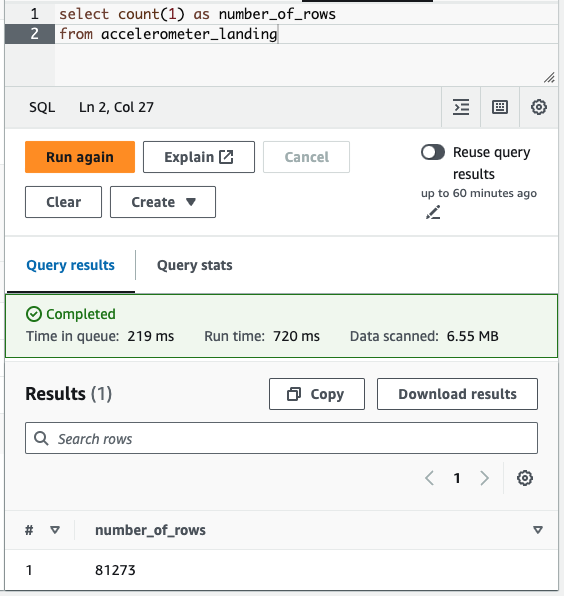 1 select count(1) as number_of_rows
2 from accelerometer_landing
SQL Ln 2, Col 27
Run again Explain Cancel
Reuse query
results
up to 60 minutes ago
Clear Create
Query results Query stats
Completed
Time in queue: 219 ms Run time: 720 ms Data scanned: 6.55 MB
Results (1) Copy Download results
Search rows
1
# number_of_rows
1 81273